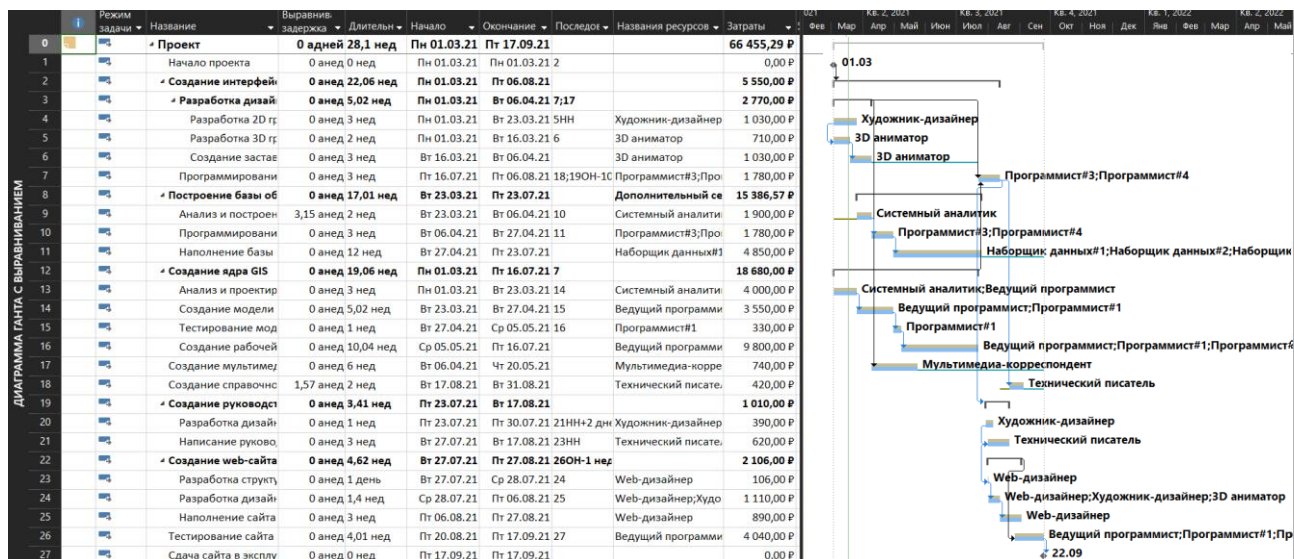 ДИАГРАММА ГАНТА С ВЫРАВНИВАНИЕМ
Режим задачи Название Выравнив. задержка Длительн Начало Окончание Последов Названия ресурсов Затраты
021 Кв. 2, 2021 Кв. 3, 2021 Кв. 4, 2021 Кв. 1, 2022 Кв. 2, 2022
Фев Мар Апр Май Июн Июл Авг Сен Окт Ноя Дек Янв Фев Мар Апр Май
0 Проект 0 адней 28,1 нед Пн 01.03.21 Пт 17.09.21 66 455,29 ₽
1 Начало проекта 0 анед 0 нед Пн 01.03.21 Пн 01.03.21 2 0,00 ₽ 01.03
2 Создание интерфей 0 анед 22,06 нед Пн 01.03.21 Пт 06.08.21 5 550,00 ₽
3 Разработка дизай 0 анед 5,02 нед Пн 01.03.21 Вт 06.04.21 7;17 2 770,00 ₽
4 Разработка 2D гр 0 анед 3 нед Пн 01.03.21 Вт 23.03.21 5НН Художник-дизайнер 1 030,00 ₽ Художник-дизайнер
5 Разработка 3D гр 0 анед 2 нед Пн 01.03.21 Вт 16.03.21 6 3D аниматор 710,00 ₽ 3D аниматор
6 Создание застав 0 анед 3 нед Вт 16.03.21 Вт 06.04.21 3D аниматор 1 030,00 ₽ 3D аниматор
7 Программировани 0 анед 3 нед Пт 16.07.21 Пт 06.08.21 18;19ОН-10 Программист#3;Про 1 780,00 ₽ Программист#3;Программист#4
8 Построение базы об 0 анед 17,01 нед Вт 23.03.21 Пт 23.07.21 Дополнительный се 15 386,57 ₽
9 Анализ и построен 3,15 анед 2 нед Вт 23.03.21 Вт 06.04.21 10 Системный аналити 1 900,00 ₽ Системный аналитик
10 Программировани 0 анед 3 нед Вт 06.04.21 Вт 27.04.21 11 Программист#3;Про 1 780,00 ₽ Программист#3;Программист#4
11 Наполнение базы 0 анед 12 нед Вт 27.04.21 Пт 23.07.21 Наборщик данных#1 4 850,00 ₽ Наборщик данных#1;Наборщик данных#2;Наборщик
12 Создание ядра GIS 0 анед 19,06 нед Пн 01.03.21 Пт 16.07.21 7 18 680,00 ₽
13 Анализ и проектир 0 анед 3 нед Пн 01.03.21 Вт 23.03.21 14 Системный аналити 4 000,00 ₽ Системный аналитик;Ведущий программист
14 Создание модели 0 анед 5,02 нед Вт 23.03.21 Вт 27.04.21 15 Ведущий программи 3 550,00 ₽ Ведущий программист;Программист#1
15 Тестирование мод 0 анед 1 нед Вт 27.04.21 Ср 05.05.21 16 Программист#1 330,00 ₽ Программист#1
16 Создание рабочей 0 анед 10,04 нед Ср 05.05.21 Пт 16.07.21 Ведущий программи 9 800,00 ₽ Ведущий программист;Программист#1;Программист#
17 Создание мультимед 0 анед 6 нед Вт 06.04.21 Чт 20.05.21 Мультимедиа-корре 740,00 ₽ Мультимедиа-корреспондент
18 Создание справочно 1,57 анед 2 нед Вт 17.08.21 Вт 31.08.21 Технический писате. 420,00 ₽ Технический писатель
19 Создание руководст 0 анед 3,41 нед Пт 23.07.21 Вт 17.08.21 1 010,00 ₽
20 Разработка дизайн 0 анед 1 нед Пт 23.07.21 Пт 30.07.21 21НН+2 дне Художник-дизайнер 390,00 ₽ Художник-дизайнер
21 Написание руково. 0 анед 3 нед Вт 27.07.21 Вт 17.08.21 23НН Технический писате. 620,00 ₽ Технический писатель
22 Создание web-сайта 0 анед 4,62 нед Вт 27.07.21 Пт 27.08.21 26ОН-1 нед 2 106,00 ₽
23 Разработка структу 0 анед 1 день Вт 27.07.21 Ср 28.07.21 24 Web-дизайнер 106,00 ₽ Web-дизайнер
24 Разработка дизайн 0 анед 1,4 нед Ср 28.07.21 Пт 06.08.21 25 Web-дизайнер;Худо 1 110,00 ₽ Web-дизайнер;Художник-дизайнер;3D аниматор
25 Наполнение сайта 0 анед 3 нед Пт 06.08.21 Пт 27.08.21 Web-дизайнер 890,00 ₽ Web-дизайнер
26 Тестирование сайта 0 анед 4,01 нед Пт 20.08.21 Пт 17.09.21 27 Ведущий программи 4 040,00 ₽ Ведущий программист;Программист#1;Пр
27 Сдача сайта в эксплу 0 анед 0 нед Пт 17.09.21 Пт 17.09.21 0,00 ₽ 22.09